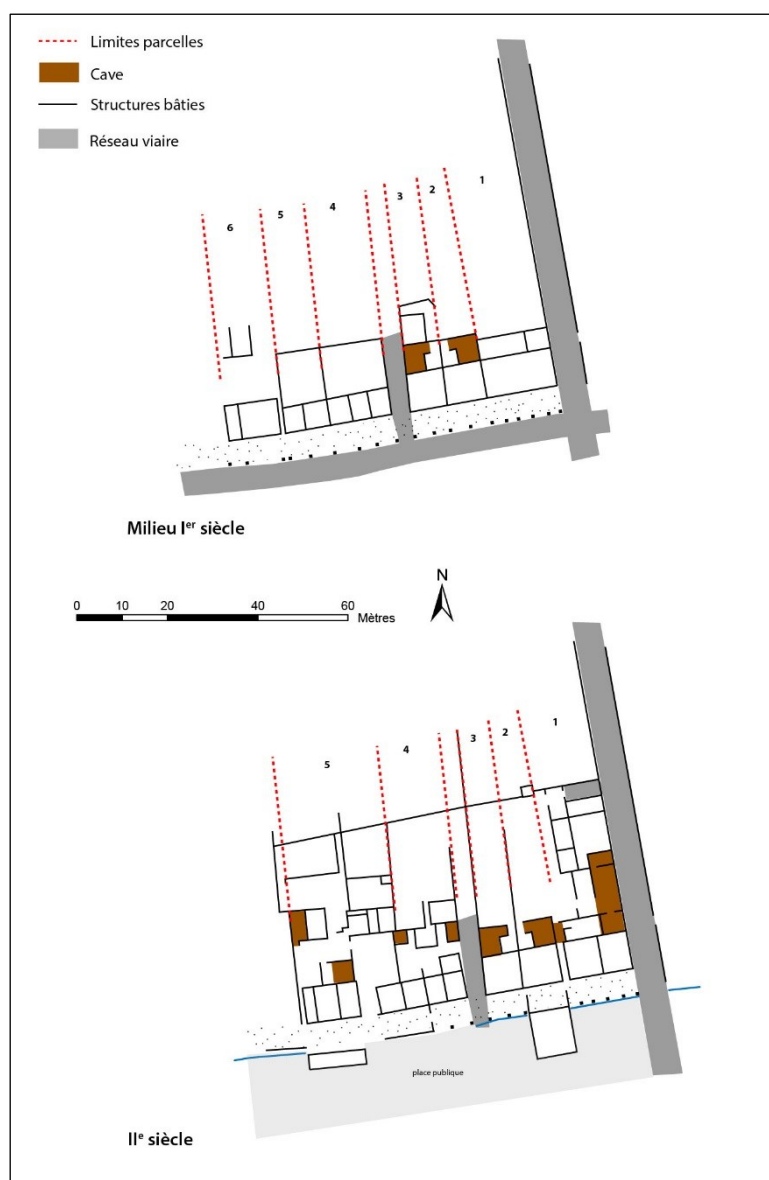 Limites parcelles
Cave
Structures bâties
Réseau viaire
1
2
3
4
5
6
Milieu Iᵉʳ siècle
N
0 10 20 40 60
Mètres
1
2
3
4
5
place publique
IIᵉ siècle